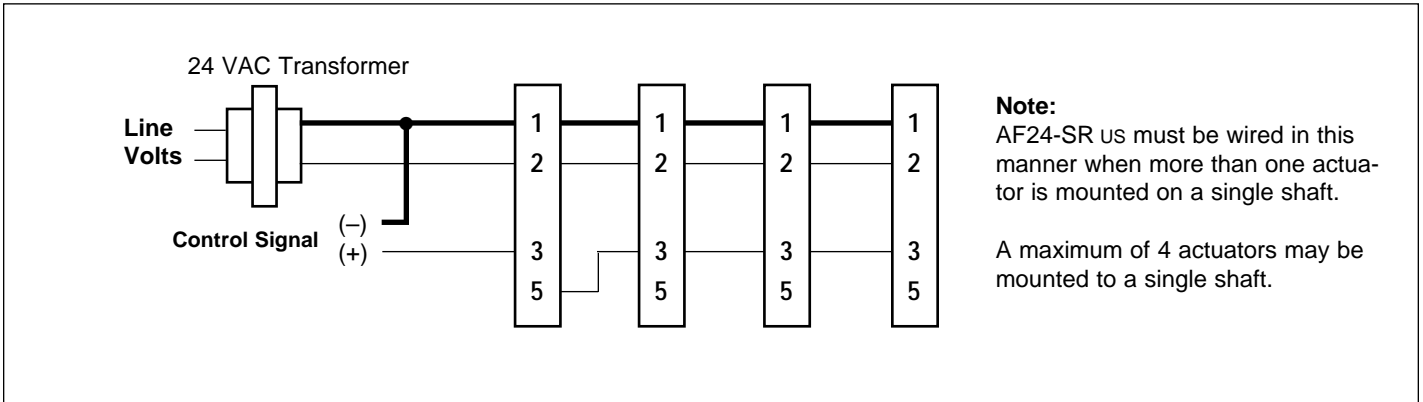 24 VAC Transformer
Line
Volts
Control Signal
(–)
(+)
1
2
3
5
1
2
3
5
1
2
3
5
1
2
3
5
Note:
AF24-SR US must be wired in this
manner when more than one actua-
tor is mounted on a single shaft.
A maximum of 4 actuators may be
mounted to a single shaft.